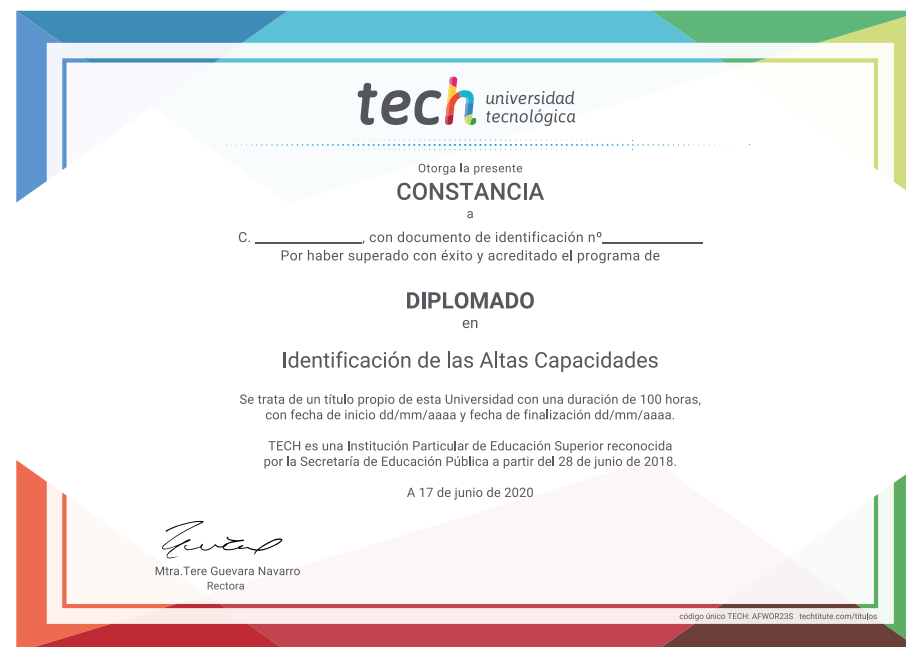 tech universidad
tecnológica
Otorga la presente
CONSTANCIA
a
C. ______________, con documento de identificación nº_____________
Por haber superado con éxito y acreditado el programa de
DIPLOMADO
en
Identificación de las Altas Capacidades
Se trata de un título propio de esta Universidad con una duración de 100 horas,
con fecha de inicio dd/mm/aaaa y fecha de finalización dd/mm/aaaa.
TECH es una Institución Particular de Educación Superior reconocida
por la Secretaría de Educación Pública a partir del 28 de junio de 2018.
A 17 de junio de 2020
Mtra.Tere Guevara Navarro
Rectora
código único TECH: AFWOR23S techtitute.com/titulos